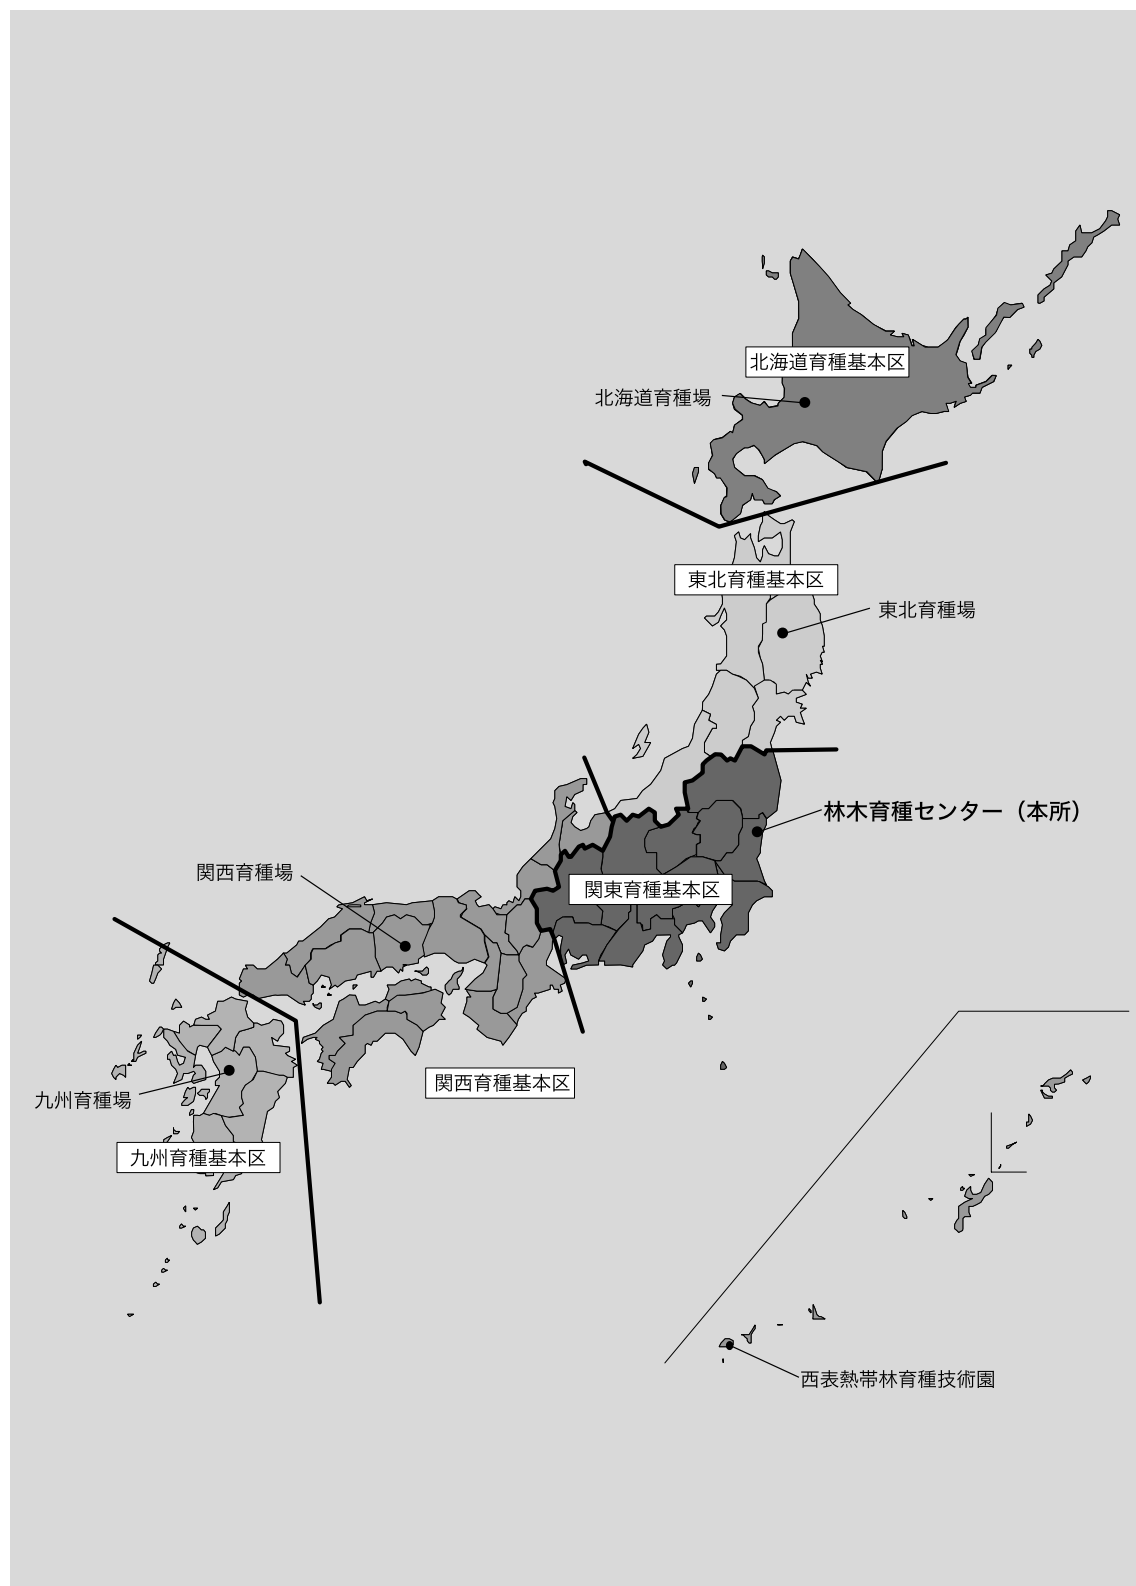 北海道育種基本区
北海道育種場
東北育種基本区
東北育種場
林木育種センター（本所）
関西育種場
関東育種基本区
関西育種基本区
九州育種場
九州育種基本区
西表熱帯林育種技術園